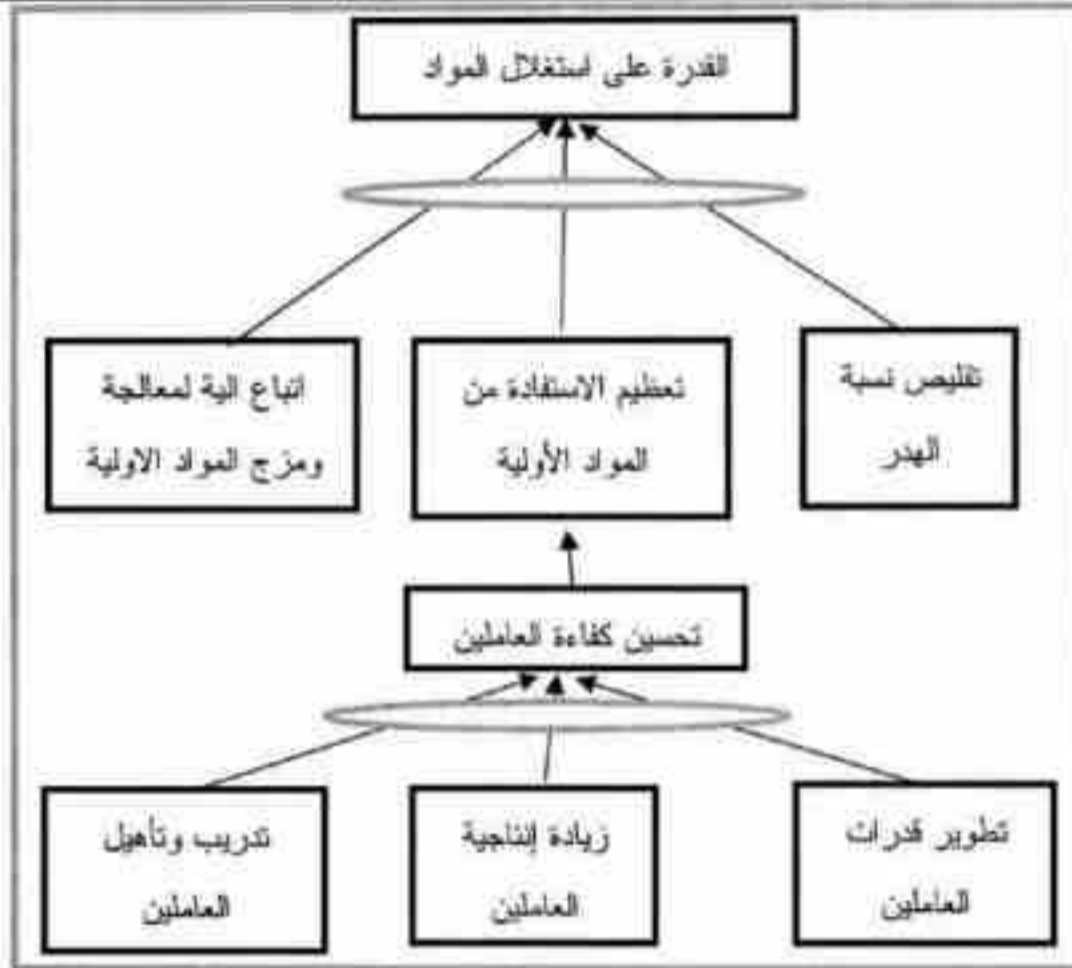 القدرة على استغلال المواد
تقليص نسبة
الهدر
تعظيم الاستفادة من
المواد الأولية
اتباع الية لمعالجة
ومزج المواد الاولية
تحسين كفاءة العاملين
تطوير قدرات
العاملين
زيادة إنتاجية
العاملين
تدريب وتأهيل
العاملين